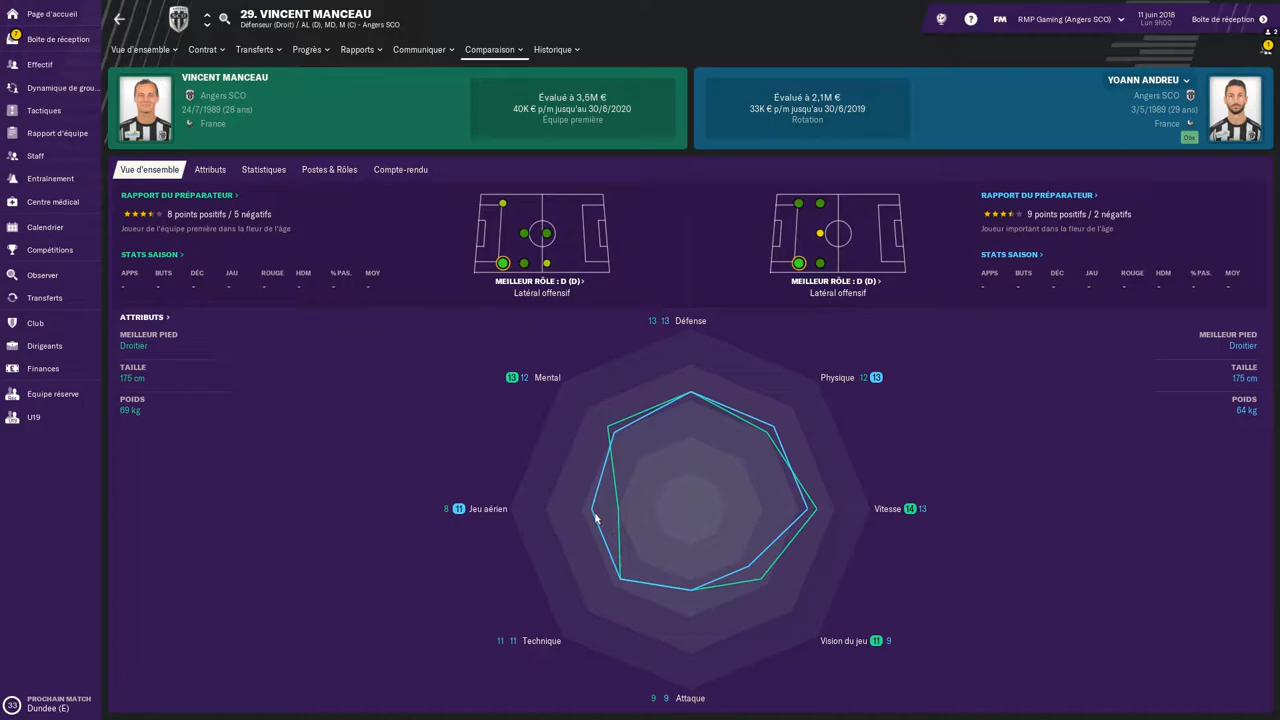 Page d'accueil
7
Boîte de réception
Effectif
Dynamique de grou...
Tactiques
Rapport d'équipe
Staff
Entraînement
Centre médical
Calendrier
Compétitions
Observer
Transferts
Club
Dirigeants
Finances
Équipe réserve
U19
33
PROCHAIN MATCH
Dundee (E)
29. VINCENT MANCEAU
Défenseur (Droit) / AL (D), MD, M (C) - Angers SCO
FM
RMP Gaming (Angers SCO)
11 juin 2018
Lun 9h00
Boîte de réception
2
1
Vue d'ensemble
Contrat
Transferts
Progrès
Rapports
Communiquer
Comparaison
Historique
VINCENT MANCEAU
Angers SCO
24/7/1989 (28 ans)
France
Évalué à 3,5M €
40K € p/m jusqu'au 30/6/2020
Équipe première
Évalué à 2,1M €
33K € p/m jusqu'au 30/6/2019
Rotation
YOANN ANDREU
Angers SCO
3/5/1989 (29 ans)
France
Obs
Vue d'ensemble
Attributs
Statistiques
Postes & Rôles
Compte-rendu
RAPPORT DU PRÉPARATEUR >
8 points positifs / 5 négatifs
Joueur de l'équipe première dans la fleur de l'âge
STATS SAISON >
APPS BUTS DÉC JAU ROUGE HDM % PAS. MOY
- - - - - - - -
MEILLEUR RÔLE : D (D) >
Latéral offensif
MEILLEUR RÔLE : D (D) >
Latéral offensif
RAPPORT DU PRÉPARATEUR >
9 points positifs / 2 négatifs
Joueur important dans la fleur de l'âge
STATS SAISON >
APPS BUTS DÉC JAU ROUGE HDM % PAS. MOY
- - - - - - - -
ATTRIBUTS >
MEILLEUR PIED
Droitier
TAILLE
175 cm
POIDS
69 kg
13 13 Défense
13 12 Mental
Physique 12 13
8 11 Jeu aérien
Vitesse 14 13
11 11 Technique
Vision du jeu 11 9
9 9 Attaque
MEILLEUR PIED
Droitier
TAILLE
175 cm
POIDS
64 kg